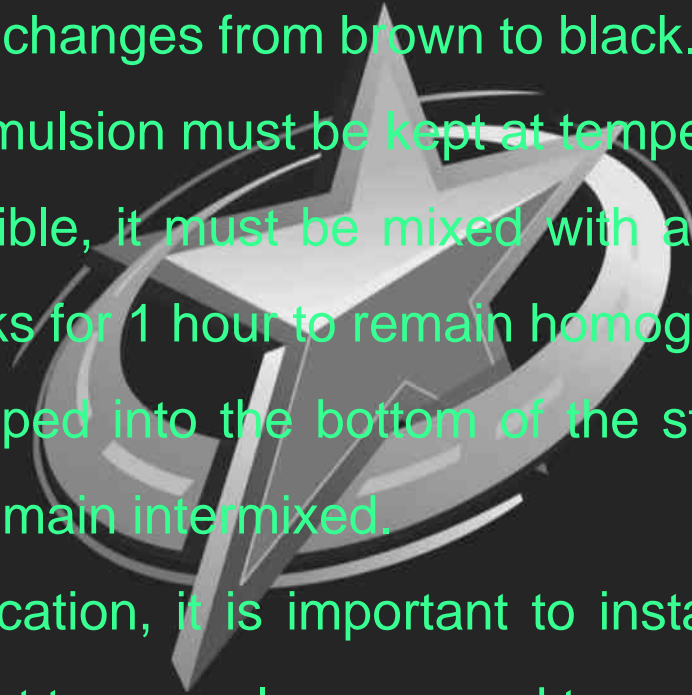 changes from brown to black.
mulsion must be kept at tempe
ible, it must be mixed with a
ks for 1 hour to remain homog
ped into the bottom of the s
main intermixed.
cation, it is important to insta